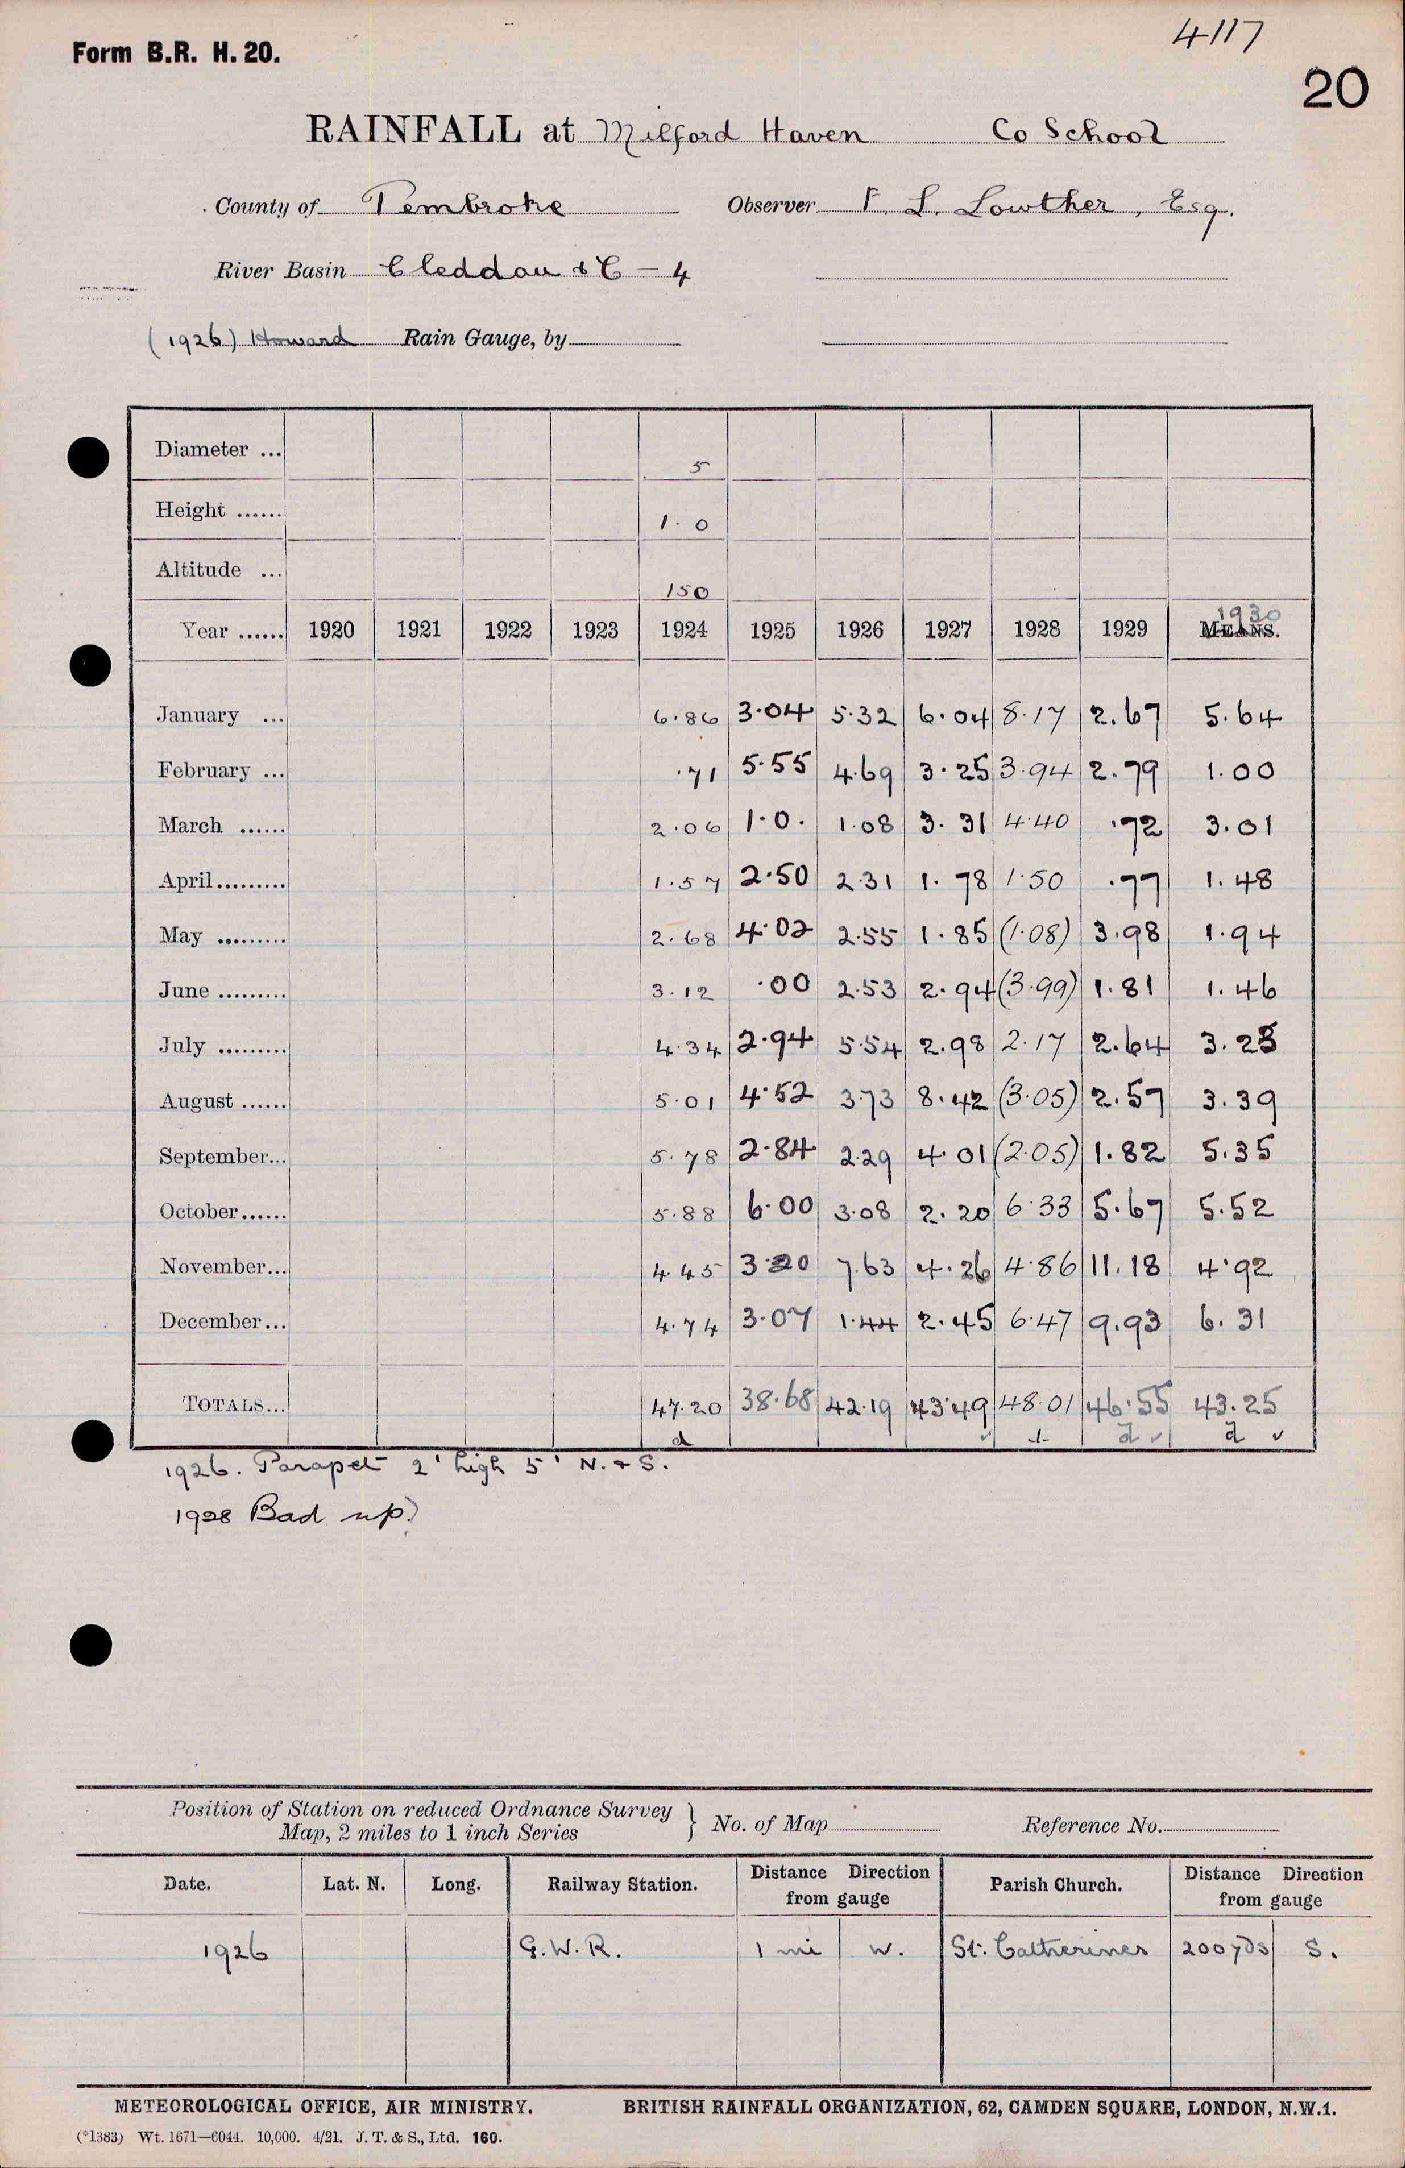 4117
Form B.R. H. 20.
20
RAINFALL at Milford Haven Co School
County of Pembroke Observer F. L. Lowther, Esq.
River Basin Cleddau & C - 4
(1926) Howard Rain Gauge, by
Diameter ... 5
Height ...... 1.0
Altitude ... 150
Year ...... 1920 1921 1922 1923 1924 1925 1926 1927 1928 1929 MEANS. 1930
January ... 6.86 3.04 5.32 6.04 8.17 2.67 5.64
February ... .71 5.55 4.69 3.25 3.94 2.79 1.00
March ...... 2.06 1.0. 1.08 3.31 4.40 .72 3.01
April......... 1.57 2.50 2.31 1.78 1.50 .77 1.48
May ......... 2.68 4.02 2.55 1.85 (1.08) 3.98 1.94
June ......... 3.12 .00 2.53 2.94 (3.99) 1.81 1.46
July ......... 4.34 2.94 5.54 2.98 2.17 2.64 3.23
August ...... 5.01 4.52 3.73 8.42 (3.05) 2.57 3.39
September... 5.78 2.84 2.29 4.01 (2.05) 1.82 5.35
October...... 5.88 6.00 3.08 2.20 6.33 5.67 5.52
November... 4.45 3.20 7.63 4.26 4.86 11.18 4.92
December... 4.74 3.07 1.44 2.45 6.47 9.93 6.31
TOTALS... 47.20 38.68 42.19 43.49 48.01 46.55 43.25
d ✓ d ✓ d ✓
1926. Parapet 2' high 5' N. & S.
1928 Bad up)
Position of Station on reduced Ordnance Survey
Map, 2 miles to 1 inch Series } No. of Map Reference No.
Date. Lat. N. Long. Railway Station. Distance Direction from gauge Parish Church. Distance Direction from gauge
1926 G.W.R. 1 mi W. St. Catherines 200 yds S.
METEOROLOGICAL OFFICE, AIR MINISTRY. BRITISH RAINFALL ORGANIZATION, 62, CAMDEN SQUARE, LONDON, N.W.1.
(*1383) Wt. 1671—6044. 10,000. 4/21. J. T. & S., Ltd. 160.